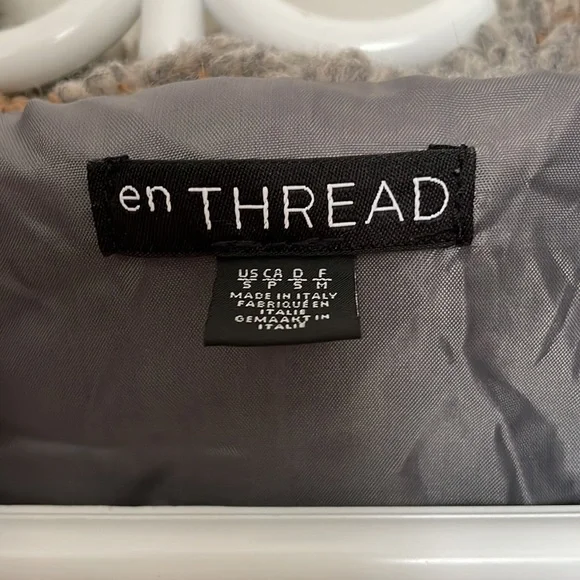 en THREAD
US CA D F
S P S M
MADE IN ITALY
FABRIQUÉ EN
ITALIE
GEMAAKT IN
ITALIE